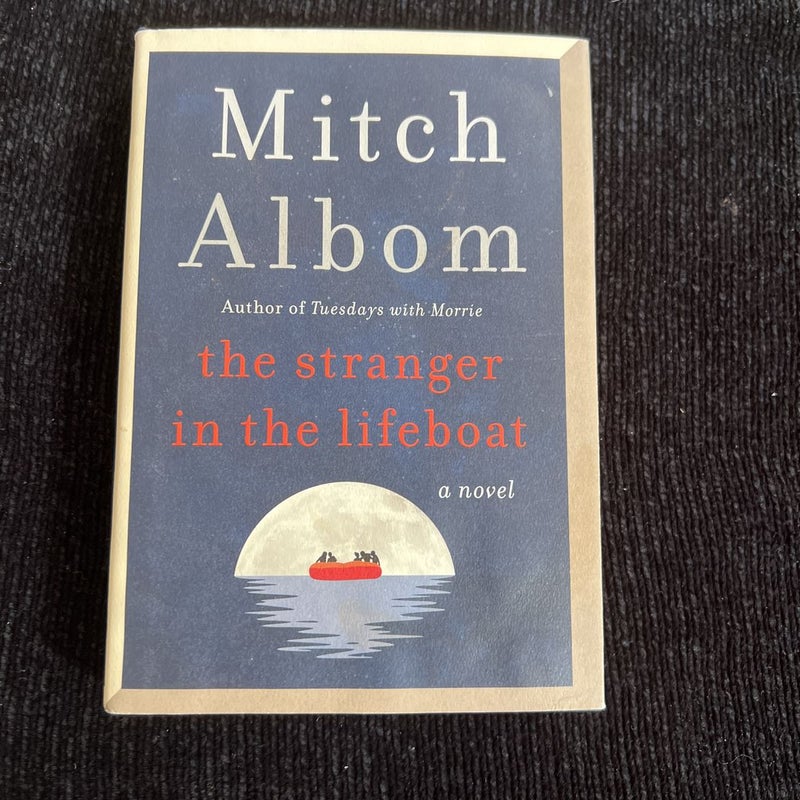 Mitch
Albom
Author of Tuesdays with Morrie
the stranger
in the lifeboat
a novel